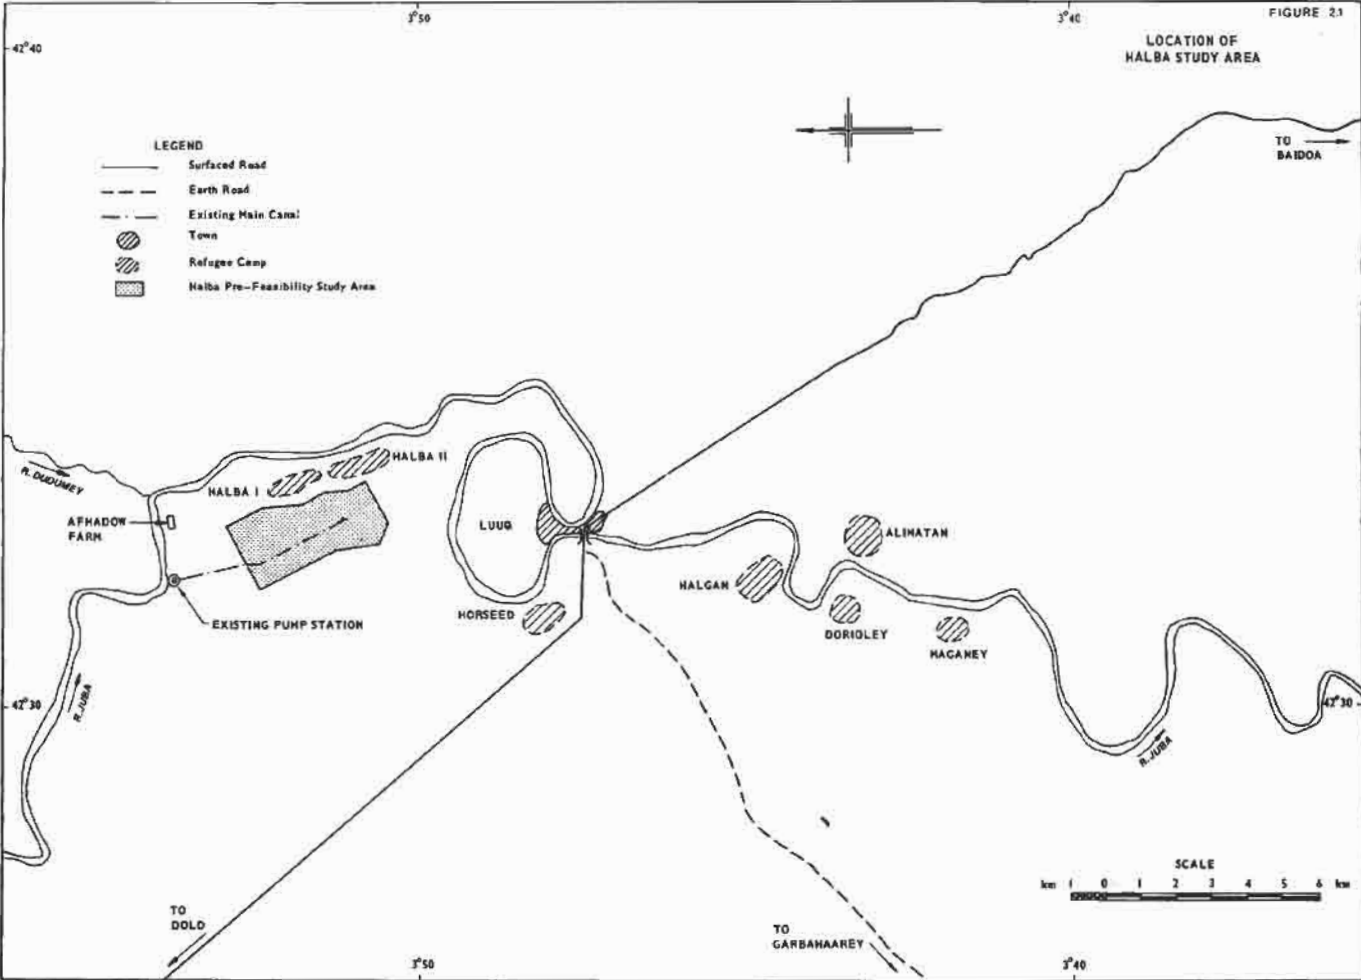 FIGURE 2.1
3°50
3°40
42°40
LOCATION OF
HALBA STUDY AREA
TO
BAIDOA
LEGEND
Surfaced Road
Earth Road
Existing Main Canal
Town
Refugee Camp
Halba Pre-Feasibility Study Area
R. DUDUMEY
HALBA II
HALBA I
AFHADOW
FARM
LUUQ
ALIMATAN
HALGAN
HORSEED
EXISTING PUMP STATION
DORIOLEY
MAGANEY
R. JUBA
42°30
42°30
R. JUBA
SCALE
km 1 0 1 2 3 4 5 6 km
TO
DOLD
TO
GARBAHAAREY
3°50
3°40